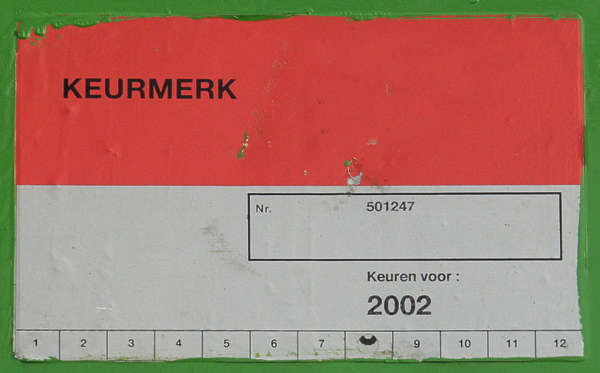 KEURMERK
Nr. 501247
Keuren voor :
2002
1 2 3 4 5 6 7 9 10 11 12